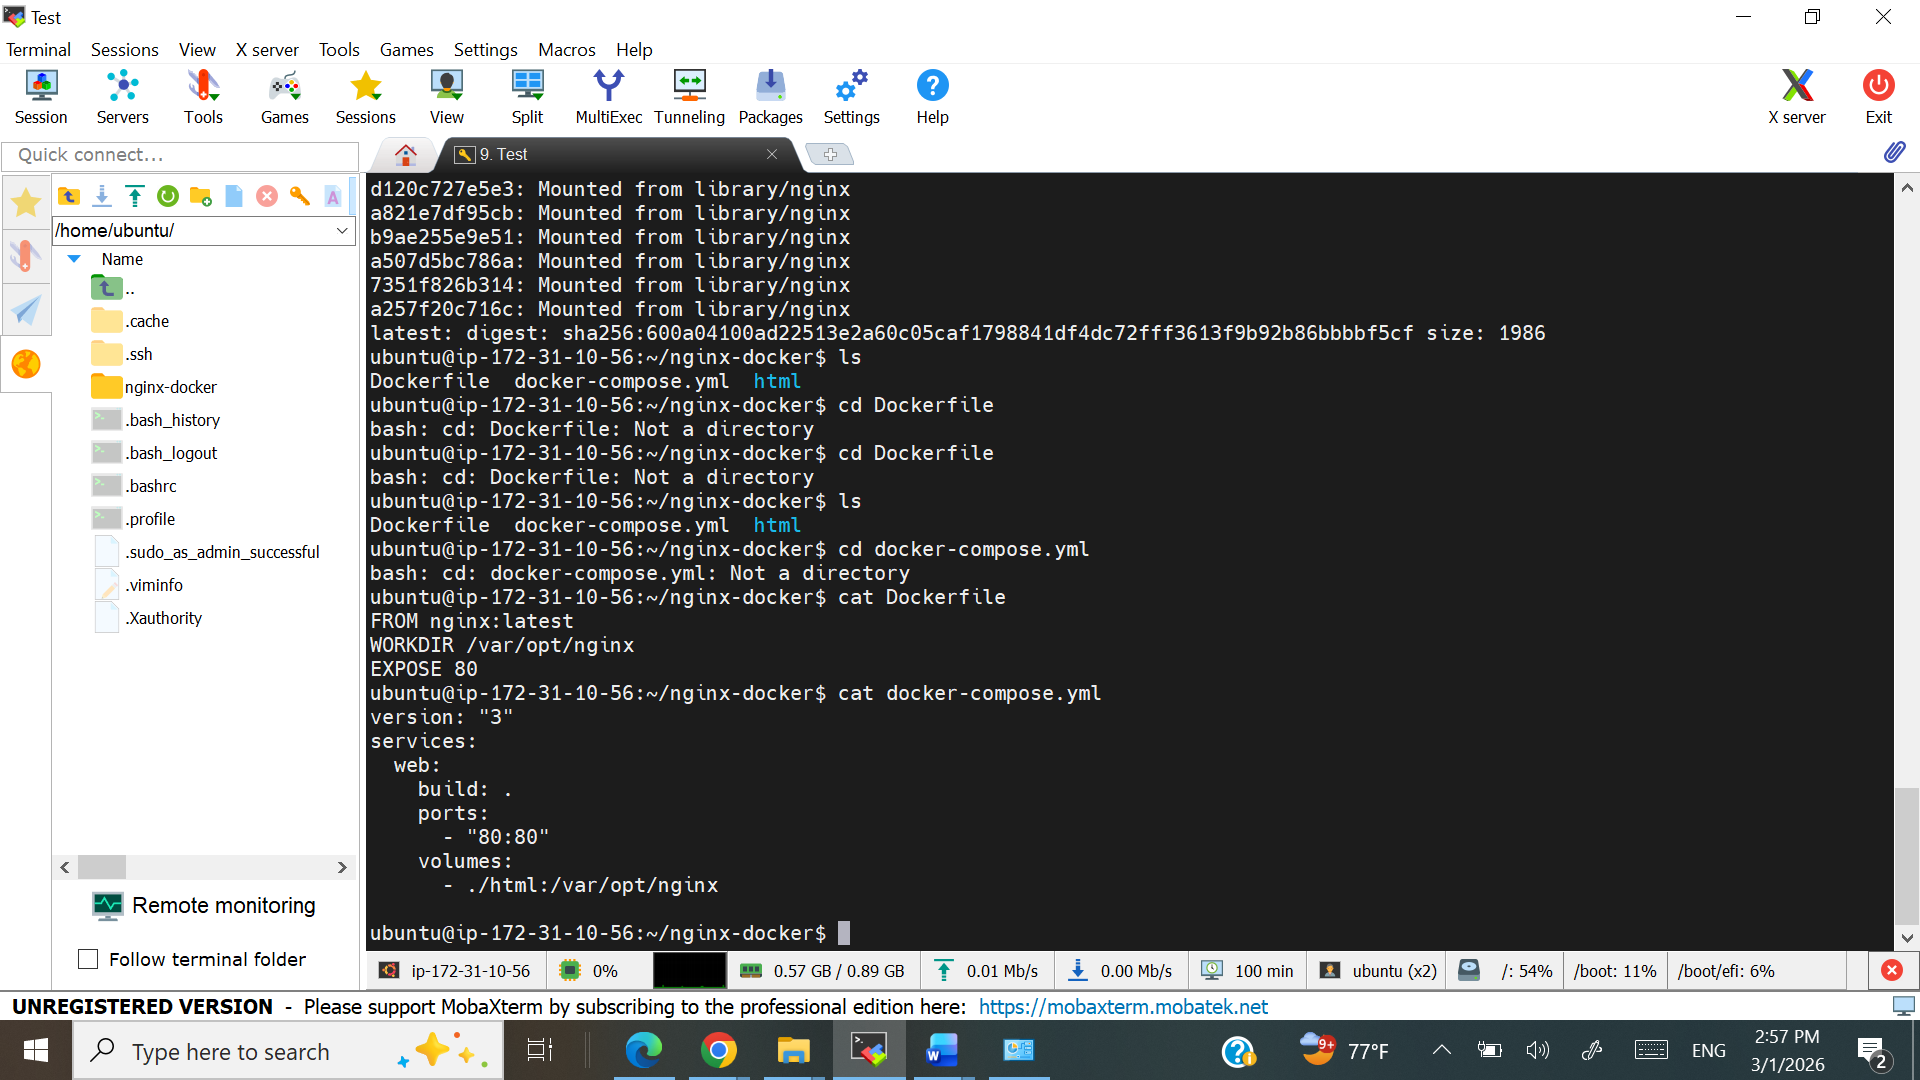 Test
Terminal Sessions View X server Tools Games Settings Macros Help
Session Servers Tools Games Sessions View Split MultiExec Tunneling Packages Settings Help X server Exit
Quick connect...
9. Test
/home/ubuntu/
Name
..
.cache
.ssh
nginx-docker
.bash_history
.bash_logout
.bashrc
.profile
.sudo_as_admin_successful
.viminfo
.Xauthority
Remote monitoring
Follow terminal folder
d120c727e5e3: Mounted from library/nginx
a821e7df95cb: Mounted from library/nginx
b9ae255e9e51: Mounted from library/nginx
a507d5bc786a: Mounted from library/nginx
7351f826b314: Mounted from library/nginx
a257f20c716c: Mounted from library/nginx
latest: digest: sha256:600a04100ad22513e2a60c05caf1798841df4dc72fff3613f9b92b86bbbbf5cf size: 1986
ubuntu@ip-172-31-10-56:~/nginx-docker$ ls
Dockerfile docker-compose.yml html
ubuntu@ip-172-31-10-56:~/nginx-docker$ cd Dockerfile
bash: cd: Dockerfile: Not a directory
ubuntu@ip-172-31-10-56:~/nginx-docker$ cd Dockerfile
bash: cd: Dockerfile: Not a directory
ubuntu@ip-172-31-10-56:~/nginx-docker$ ls
Dockerfile docker-compose.yml html
ubuntu@ip-172-31-10-56:~/nginx-docker$ cd docker-compose.yml
bash: cd: docker-compose.yml: Not a directory
ubuntu@ip-172-31-10-56:~/nginx-docker$ cat Dockerfile
FROM nginx:latest
WORKDIR /var/opt/nginx
EXPOSE 80
ubuntu@ip-172-31-10-56:~/nginx-docker$ cat docker-compose.yml
version: "3"
services:
  web:
    build: .
    ports:
      - "80:80"
    volumes:
      - ./html:/var/opt/nginx
ubuntu@ip-172-31-10-56:~/nginx-docker$
ip-172-31-10-56 0% 0.57 GB / 0.89 GB 0.01 Mb/s 0.00 Mb/s 100 min ubuntu (x2) /: 54% /boot: 11% /boot/efi: 6%
UNREGISTERED VERSION - Please support MobaXterm by subscribing to the professional edition here: https://mobaxterm.mobatek.net
Type here to search
9+
77°F
ENG
2:57 PM
3/1/2026
2